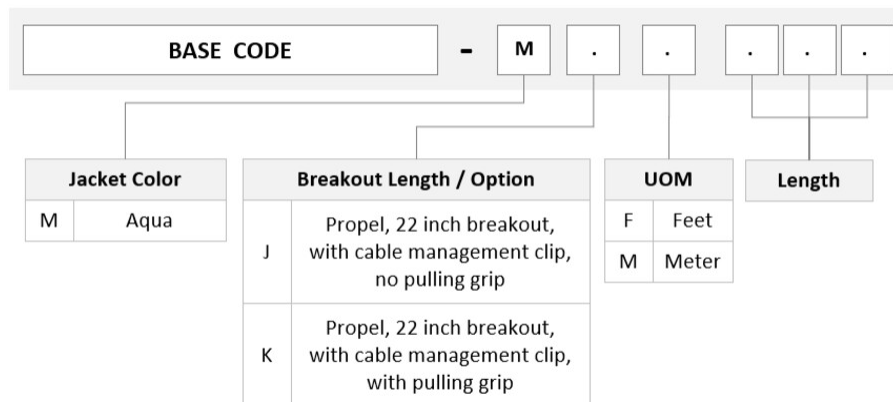 BASE CODE - M . . . . .
Jacket Color
M Aqua
Breakout Length / Option
J Propel, 22 inch breakout,
with cable management clip,
no pulling grip
K Propel, 22 inch breakout,
with cable management clip,
with pulling grip
UOM
F Feet
M Meter
Length